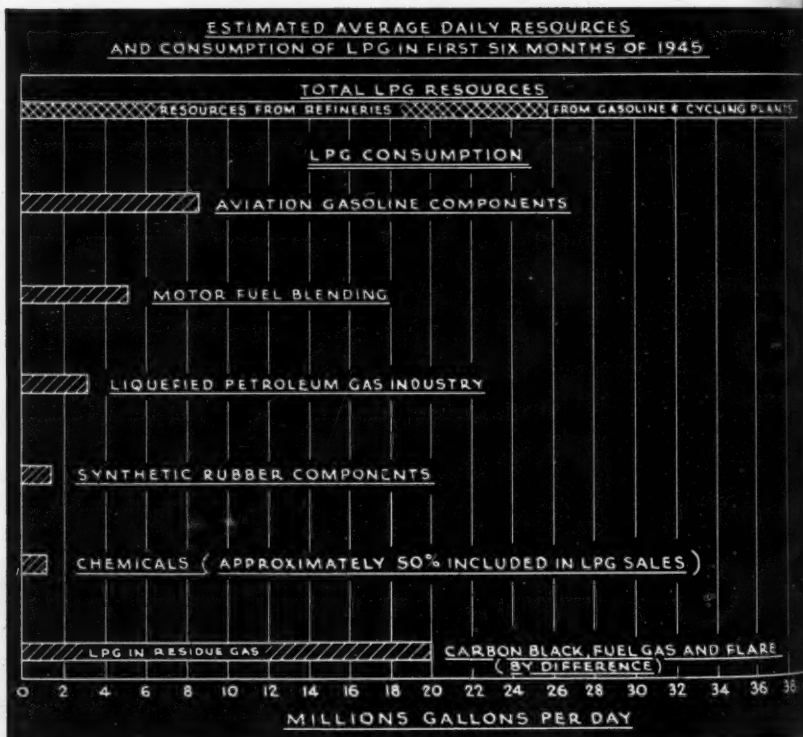 ESTIMATED AVERAGE DAILY RESOURCES
AND CONSUMPTION OF LPG IN FIRST SIX MONTHS OF 1945
TOTAL LPG RESOURCES
RESOURCES FROM REFINERIES FROM GASOLINE & CYCLING PLANTS
LPG CONSUMPTION
AVIATION GASOLINE COMPONENTS
MOTOR FUEL BLENDING
LIQUEFIED PETROLEUM GAS INDUSTRY
SYNTHETIC RUBBER COMPONENTS
CHEMICALS (APPROXIMATELY 50% INCLUDED IN LPG SALES)
LPG IN RESIDUE GAS CARBON BLACK, FUEL GAS AND FLARE
(BY DIFFERENCE)
0 2 4 6 8 10 12 14 16 18 20 22 24 26 28 30 32 34 36 38
MILLIONS GALLONS PER DAY